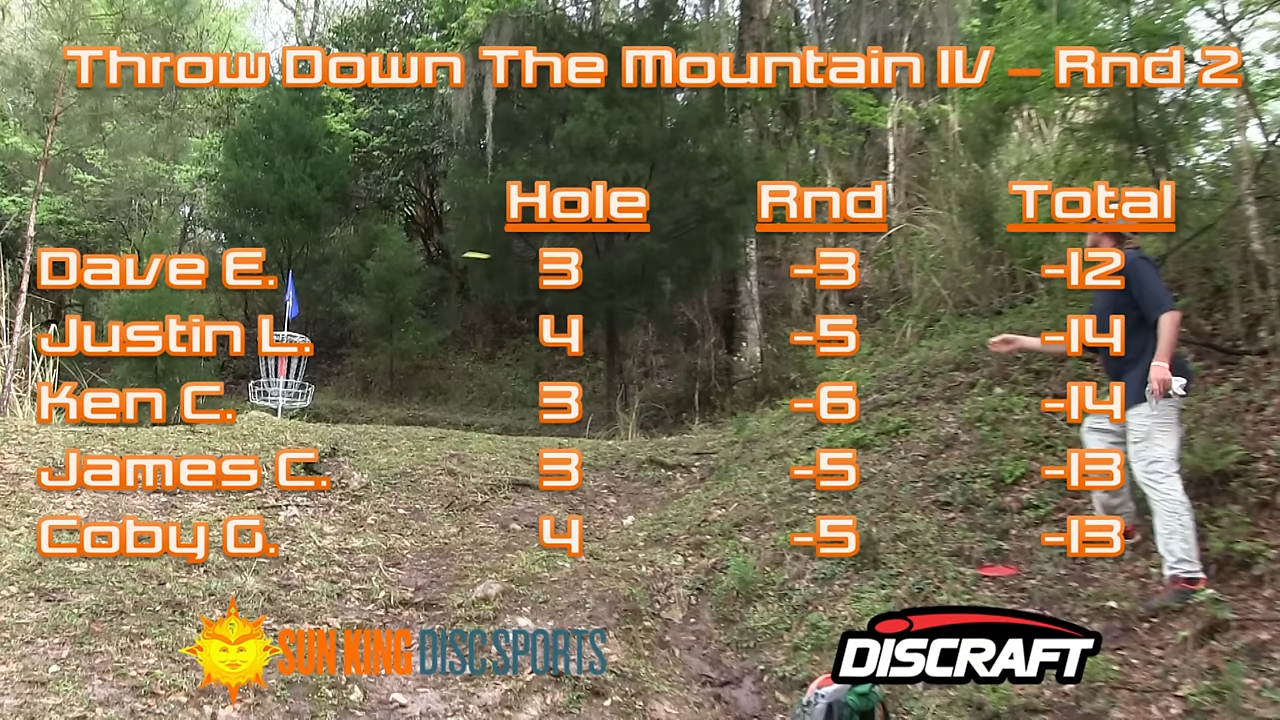 Throw Down The Mountain IV – Rnd 2
Hole Rnd Total
Dave E. 3 -3 -12
Justin L. 4 -5 -14
Ken C. 3 -6 -14
James C. 3 -5 -13
Coby G. 4 -5 -13
SUN KING DISC SPORTS
DISCRAFT